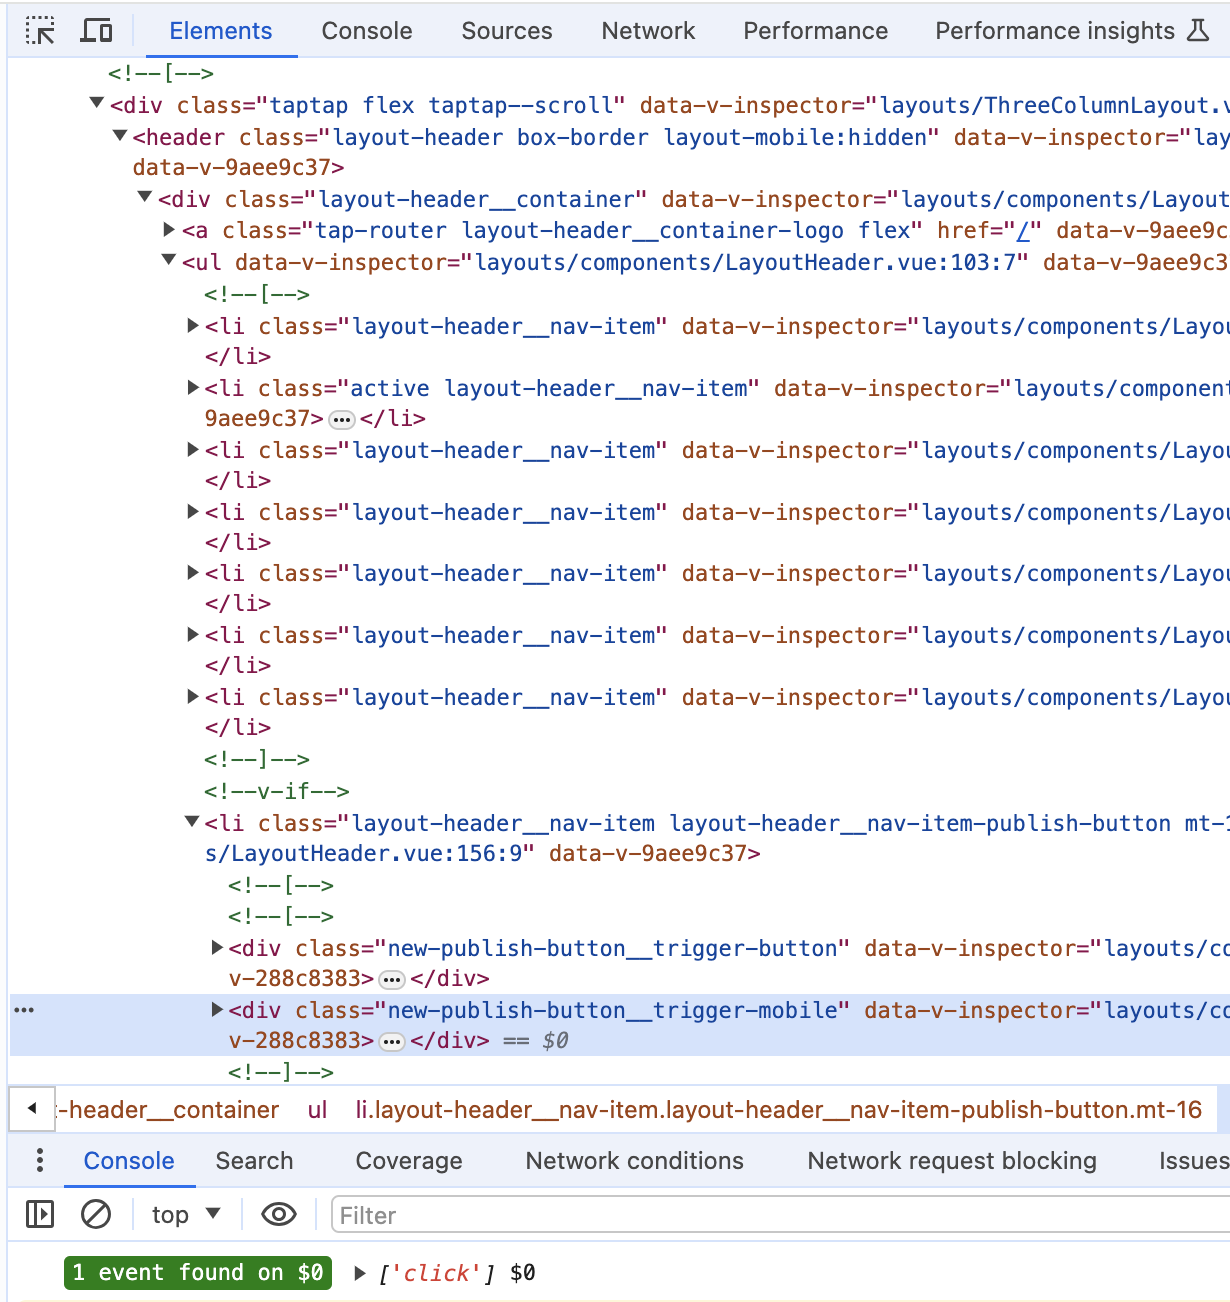 Elements Console Sources Network Performance Performance insights
<!--[-->
<div class="taptap flex taptap--scroll" data-v-inspector="layouts/ThreeColumnLayout.v
<header class="layout-header box-border layout-mobile:hidden" data-v-inspector="lay
data-v-9aee9c37>
<div class="layout-header__container" data-v-inspector="layouts/components/Layout
<a class="tap-router layout-header__container-logo flex" href="/" data-v-9aee9c
<ul data-v-inspector="layouts/components/LayoutHeader.vue:103:7" data-v-9aee9c3
<!--[-->
<li class="layout-header__nav-item" data-v-inspector="layouts/components/Layou
</li>
<li class="active layout-header__nav-item" data-v-inspector="layouts/component
9aee9c37>…</li>
<li class="layout-header__nav-item" data-v-inspector="layouts/components/Layou
</li>
<li class="layout-header__nav-item" data-v-inspector="layouts/components/Layou
</li>
<li class="layout-header__nav-item" data-v-inspector="layouts/components/Layou
</li>
<li class="layout-header__nav-item" data-v-inspector="layouts/components/Layou
</li>
<li class="layout-header__nav-item" data-v-inspector="layouts/components/Layou
</li>
<!--]-->
<!--v-if-->
<li class="layout-header__nav-item layout-header__nav-item-publish-button mt-1
s/LayoutHeader.vue:156:9" data-v-9aee9c37>
<!--[-->
<!--[-->
<div class="new-publish-button__trigger-button" data-v-inspector="layouts/co
v-288c8383>…</div>
<div class="new-publish-button__trigger-mobile" data-v-inspector="layouts/co
v-288c8383>…</div> == $0
<!--]-->
t-header__container ul li.layout-header__nav-item.layout-header__nav-item-publish-button.mt-16
Console Search Coverage Network conditions Network request blocking Issues
top Filter
1 event found on $0 ['click'] $0